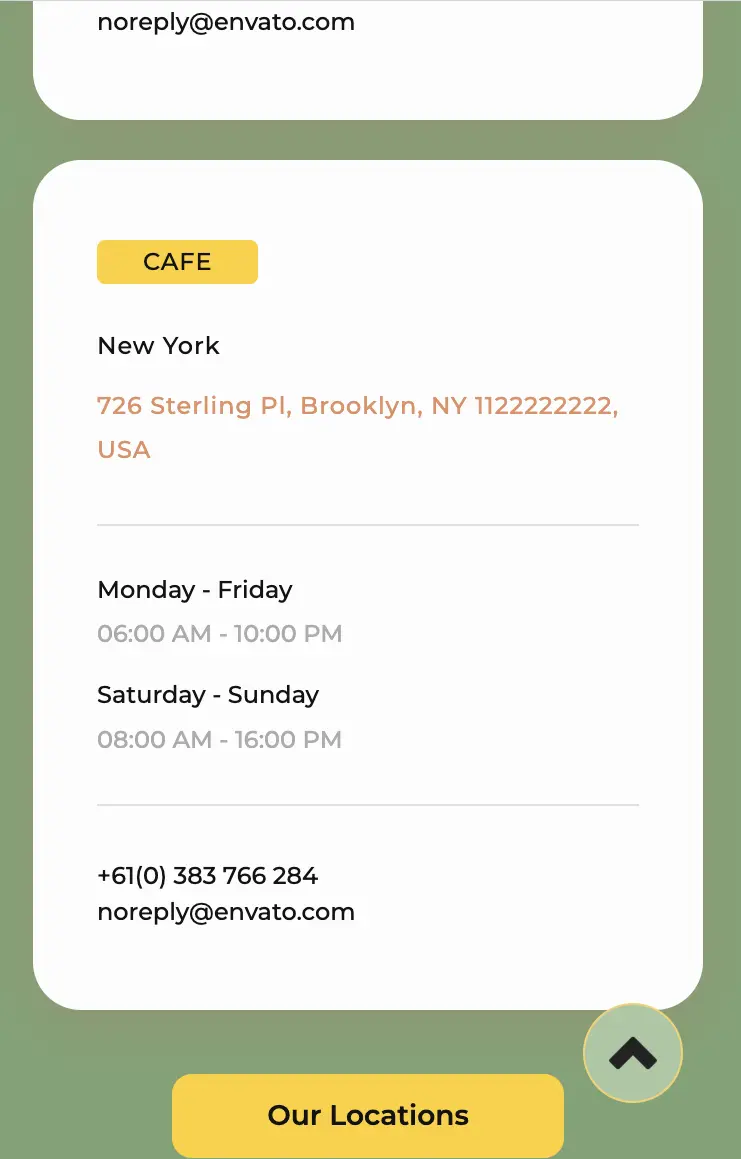 noreply@envato.com
CAFE
New York
726 Sterling Pl, Brooklyn, NY 1122222222,
USA
Monday - Friday
06:00 AM - 10:00 PM
Saturday - Sunday
08:00 AM - 16:00 PM
+61(0) 383 766 284
noreply@envato.com
Our Locations